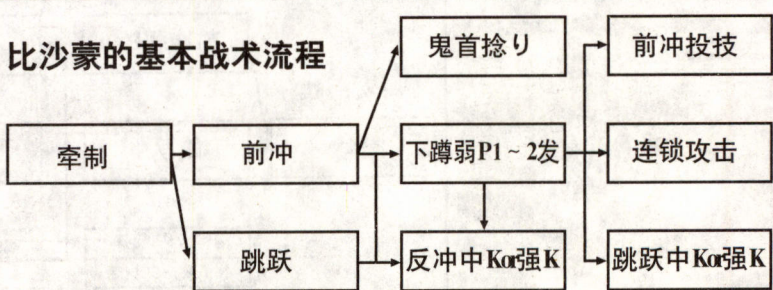 比沙蒙的基本战术流程
鬼首捻り
前冲投技
牵制
前冲
下蹲弱P1~2发
连锁攻击
跳跃
反冲中Kor强K
跳跃中Kor强K